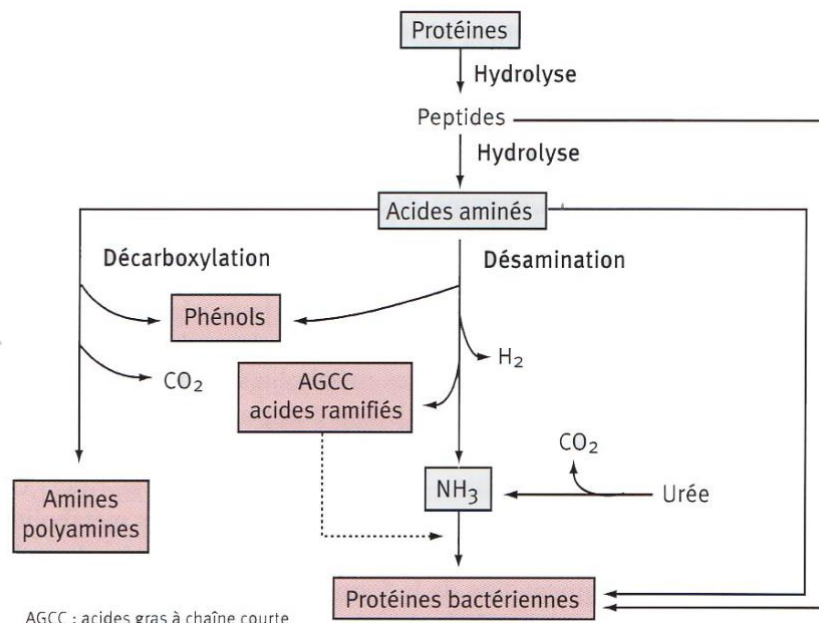 Protéines
Hydrolyse
Peptides
Hydrolyse
Acides aminés
Décarboxylation
Désamination
Phénols
H₂
CO₂
AGCC
acides ramifiés
CO₂
Amines
polyamines
NH₃
Urée
Protéines bactériennes
AGCC : acides gras à chaîne courte